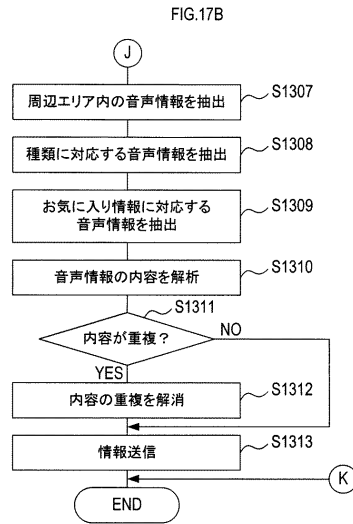 FIG.17B
J
周辺エリア内の音声情報を抽出
S1307
種類に対応する音声情報を抽出
S1308
お気に入り情報に対応する
音声情報を抽出
S1309
音声情報の内容を解析
S1310
S1311
内容が重複?
NO
YES
内容の重複を解消
S1312
情報送信
S1313
K
END